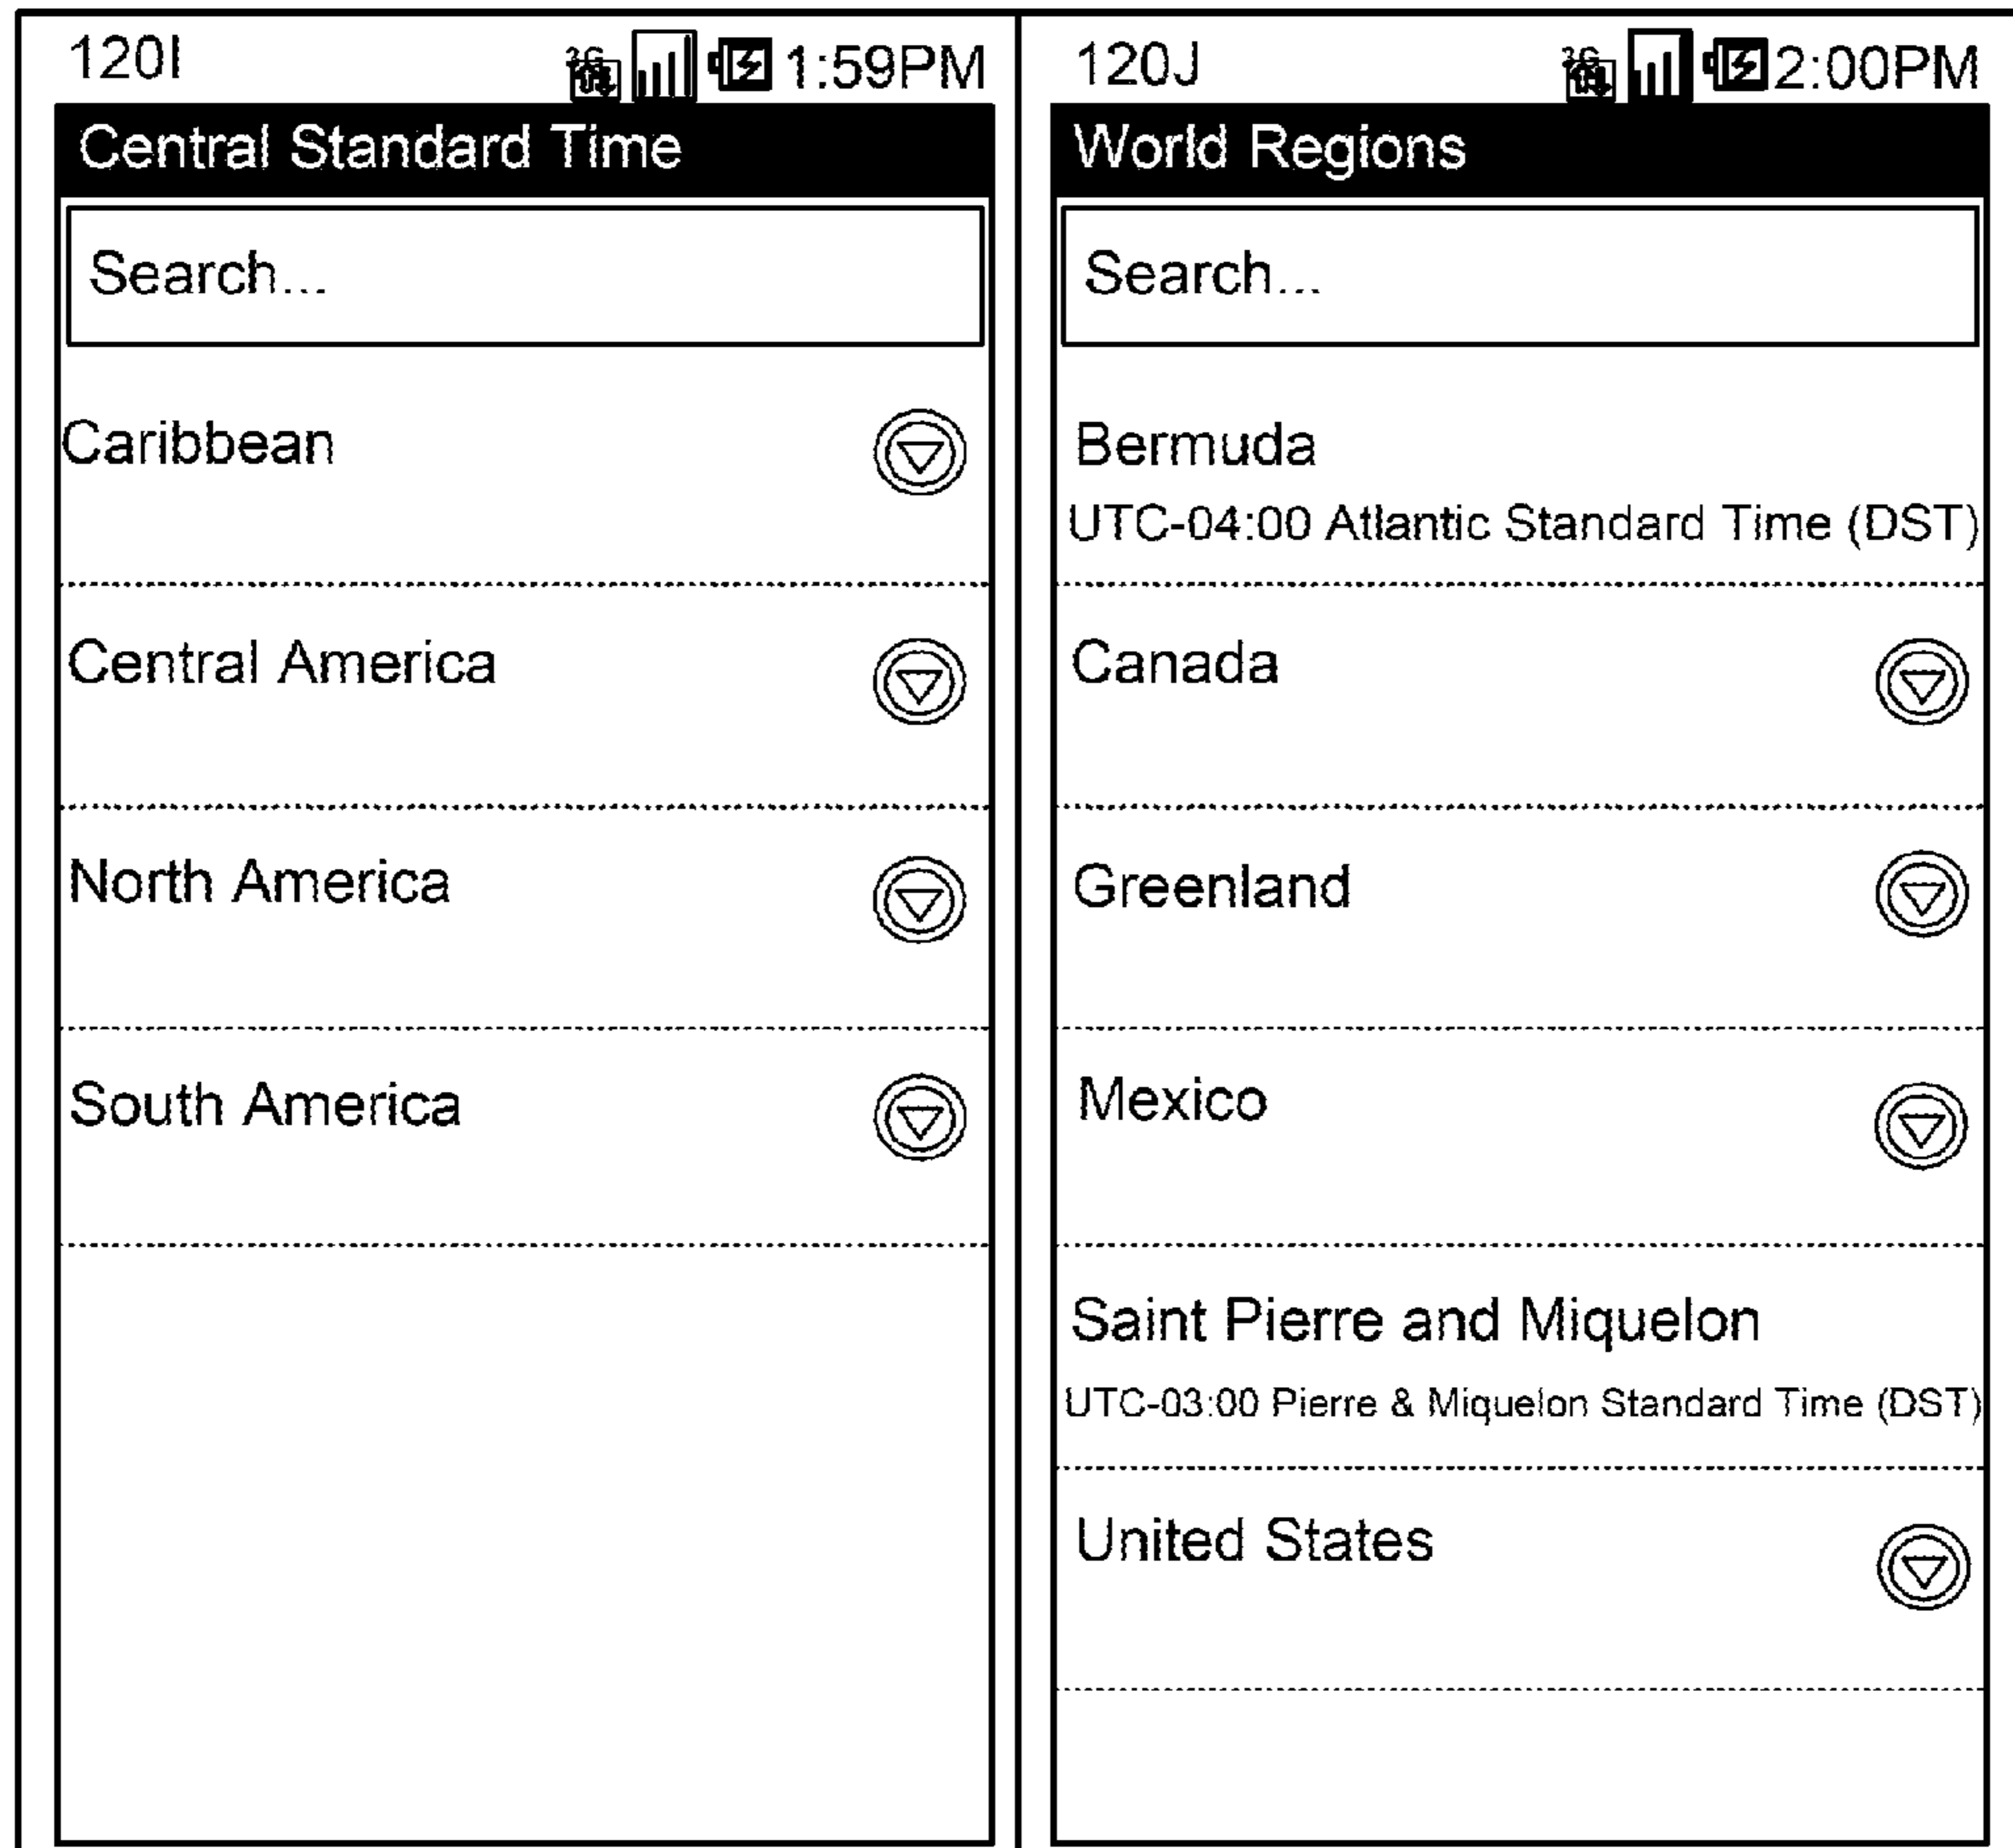 120I 3G 1:59PM
Central Standard Time
Search...
Caribbean
Central America
North America
South America
120J 3G 2:00PM
World Regions
Search...
Bermuda
UTC-04:00 Atlantic Standard Time (DST)
Canada
Greenland
Mexico
Saint Pierre and Miquelon
UTC-03:00 Pierre & Miquelon Standard Time (DST)
United States